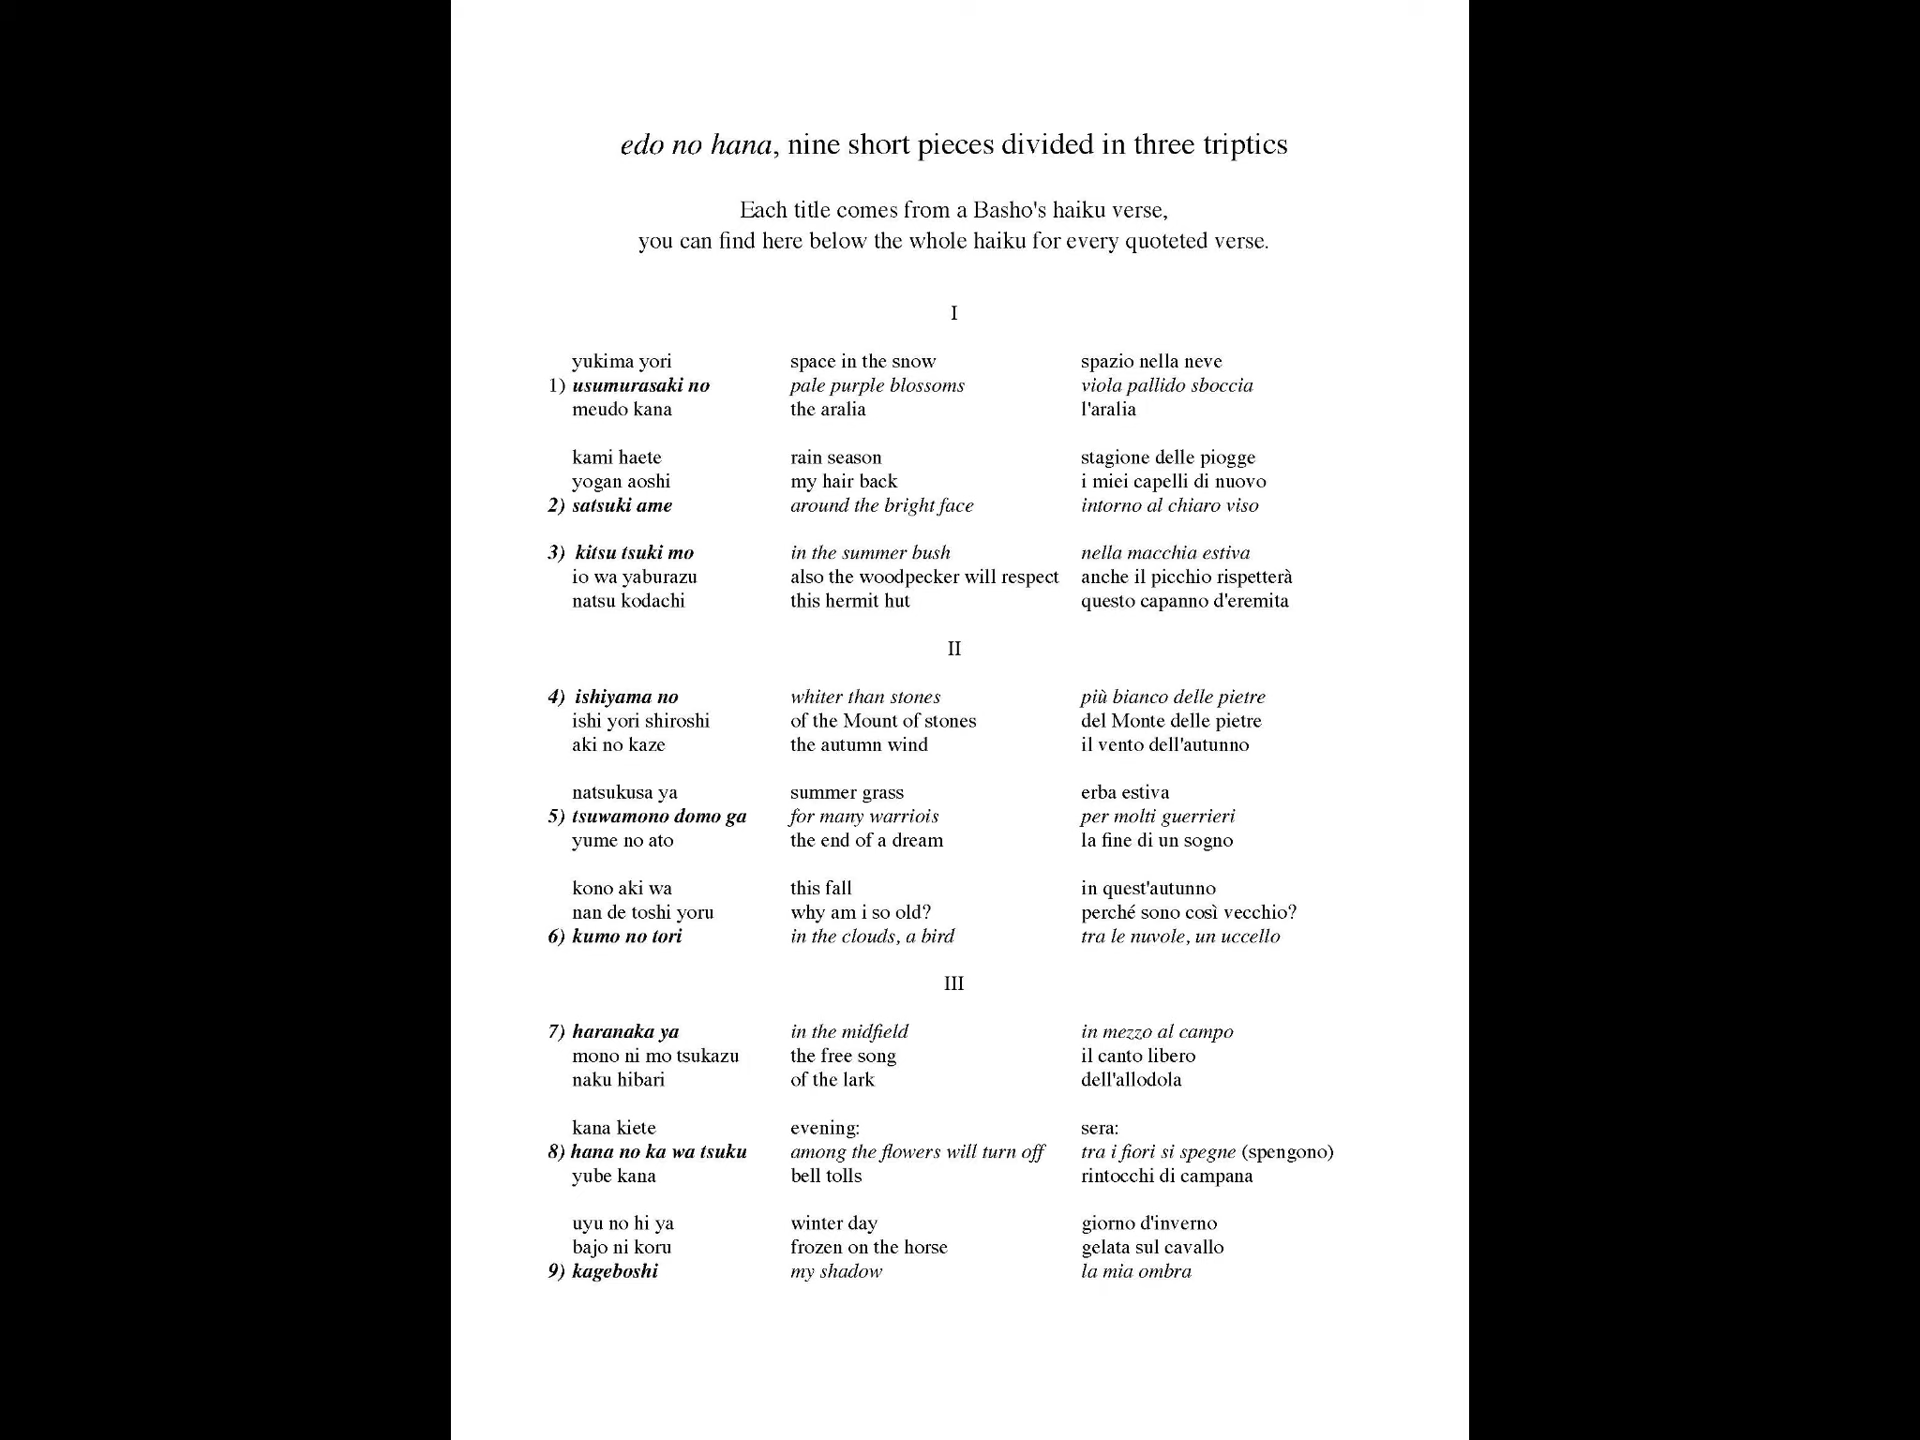 edo no hana, nine short pieces divided in three triptics
Each title comes from a Basho's haiku verse,
you can find here below the whole haiku for every quoteted verse.
I
yukima yori space in the snow spazio nella neve
1) usumurasaki no pale purple blossoms viola pallido sboccia
meudo kana the aralia l'aralia
kami haete rain season stagione delle piogge
yogan aoshi my hair back i miei capelli di nuovo
2) satsuki ame around the bright face intorno al chiaro viso
3) kitsu tsuki mo in the summer bush nella macchia estiva
io wa yaburazu also the woodpecker will respect anche il picchio rispetterà
natsu kodachi this hermit hut questo capanno d'eremita
II
4) ishiyama no whiter than stones più bianco delle pietre
ishi yori shiroshi of the Mount of stones del Monte delle pietre
aki no kaze the autumn wind il vento dell'autunno
natsukusa ya summer grass erba estiva
5) tsuwamono domo ga for many warriois per molti guerrieri
yume no ato the end of a dream la fine di un sogno
kono aki wa this fall in quest'autunno
nan de toshi yoru why am i so old? perché sono così vecchio?
6) kumo no tori in the clouds, a bird tra le nuvole, un uccello
III
7) haranaka ya in the midfield in mezzo al campo
mono ni mo tsukazu the free song il canto libero
naku hibari of the lark dell'allodola
kana kiete evening: sera:
8) hana no ka wa tsuku among the flowers will turn off tra i fiori si spegne (spengono)
yube kana bell tolls rintocchi di campana
uyu no hi ya winter day giorno d'inverno
bajo ni koru frozen on the horse gelata sul cavallo
9) kageboshi my shadow la mia ombra